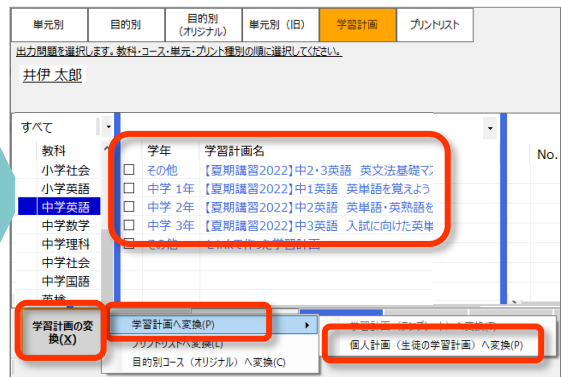 単元別 目的別 目的別(オリジナル) 単元別（旧） 学習計画 プリントリスト
出力問題を選択します。教科・コース・単元・プリント種別の順に選択してください。
井伊 太郎
すべて
教科 学年 学習計画名 No.
小学社会 その他 【夏期講習2022】中2・3英語 英文法基礎マ
小学英語 中学 1年 【夏期講習2022】中1英語 英単語を覚えよう
中学英語 中学 2年 【夏期講習2022】中2英語 英単語・英熟語を
中学数学 中学 3年 【夏期講習2022】中3英語 入試に向けた英単
中学理科 その他
中学社会
中学国語
英検
学習計画の変換(X)
学習計画へ変換(P)
プリントリストへ変換(L) 個人計画（生徒の学習計画）へ変換(P)
目的別コース（オリジナル）へ変換(C)